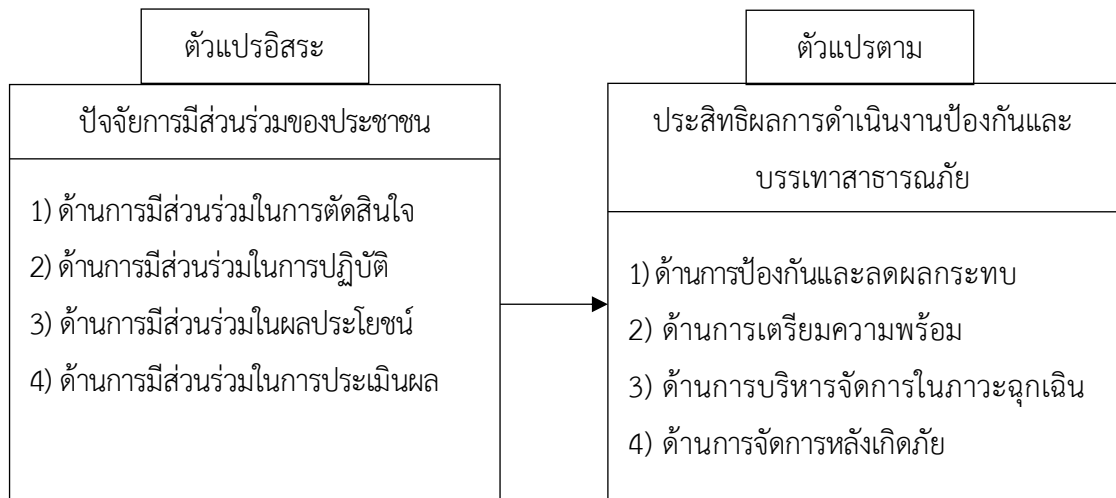 ตัวแปรอิสระ
ปัจจัยการมีส่วนร่วมของประชาชน
1) ด้านการมีส่วนร่วมในการตัดสินใจ
2) ด้านการมีส่วนร่วมในการปฏิบัติ
3) ด้านการมีส่วนร่วมในผลประโยชน์
4) ด้านการมีส่วนร่วมในการประเมินผล
ตัวแปรตาม
ประสิทธิผลการดำเนินงานป้องกันและ
บรรเทาสาธารณภัย
1) ด้านการป้องกันและลดผลกระทบ
2) ด้านการเตรียมความพร้อม
3) ด้านการบริหารจัดการในภาวะฉุกเฉิน
4) ด้านการจัดการหลังเกิดภัย